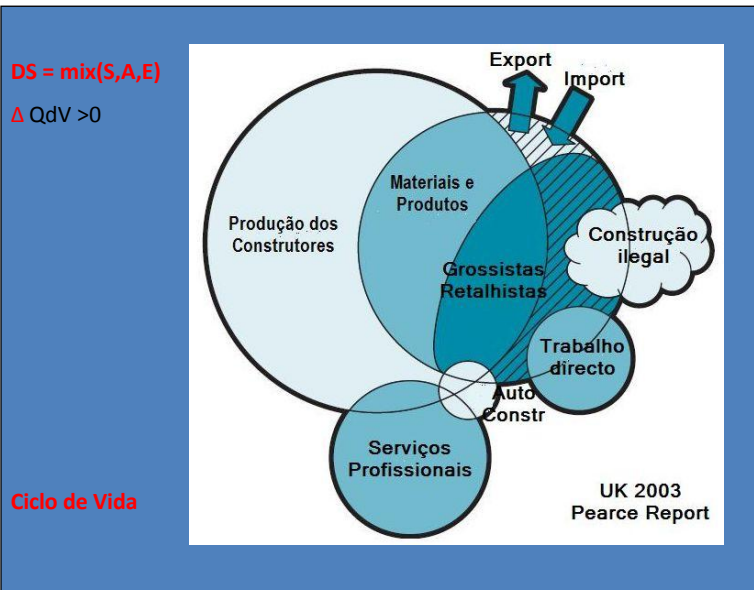 DS = mix(S,A,E)
Δ QdV >0
Export
Import
Materiais e
Produtos
Produção dos
Construtores
Construção
ilegal
Grossistas
Retalhistas
Trabalho
directo
Auto
Constr
Serviços
Profissionais
Ciclo de Vida
UK 2003
Pearce Report